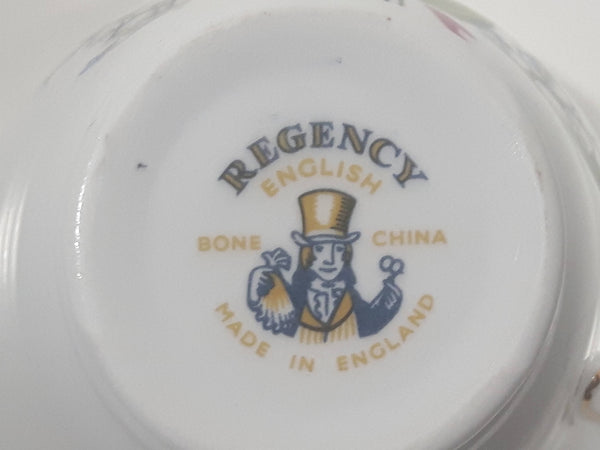 REGENCY
ENGLISH
BONE CHINA
MADE IN ENGLAND